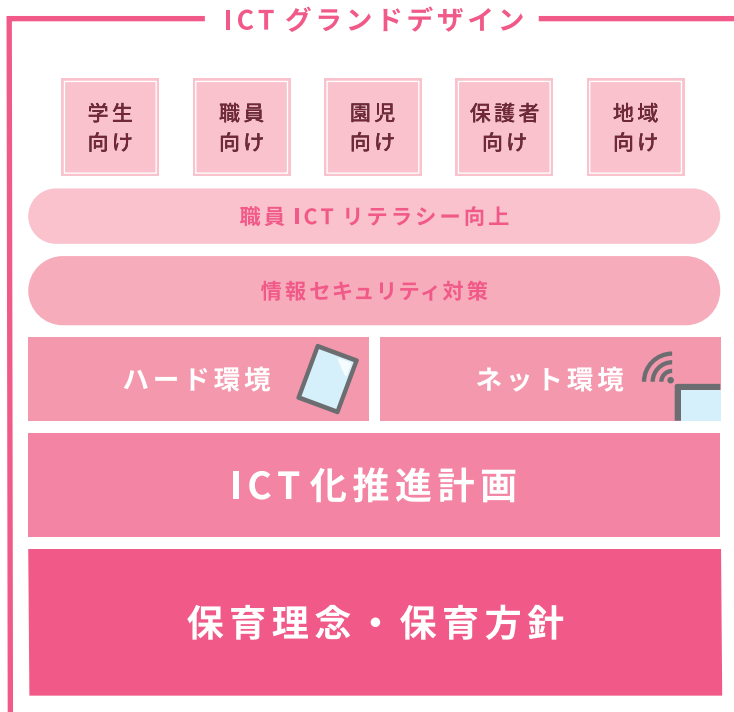 ICT グランドデザイン
学生
向け
職員
向け
園児
向け
保護者
向け
地域
向け
職員 ICT リテラシー向上
情報セキュリティ対策
ハード環境
ネット環境
ICT化推進計画
保育理念・保育方針